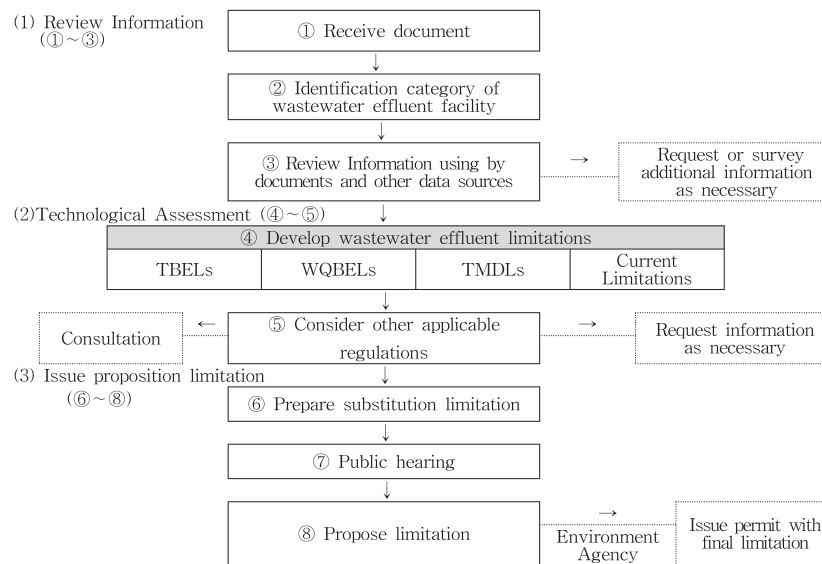 (1) Review Information
(①～③)
① Receive document
② Identification category of
wastewater effluent facility
③ Review Information using by
documents and other data sources
→
Request or survey
additional information
as necessary
(2)Technological Assessment (④～⑤)
④ Develop wastewater effluent limitations
TBELs
WQBELs
TMDLs
Current
Limitations
Consultation
←
⑤ Consider other applicable
regulations
→
Request information
as necessary
(3) Issue proposition limitation
(⑥～⑧)
⑥ Prepare substitution limitation
⑦ Public hearing
⑧ Propose limitation
→
Environment
Agency
Issue permit with
final limitation